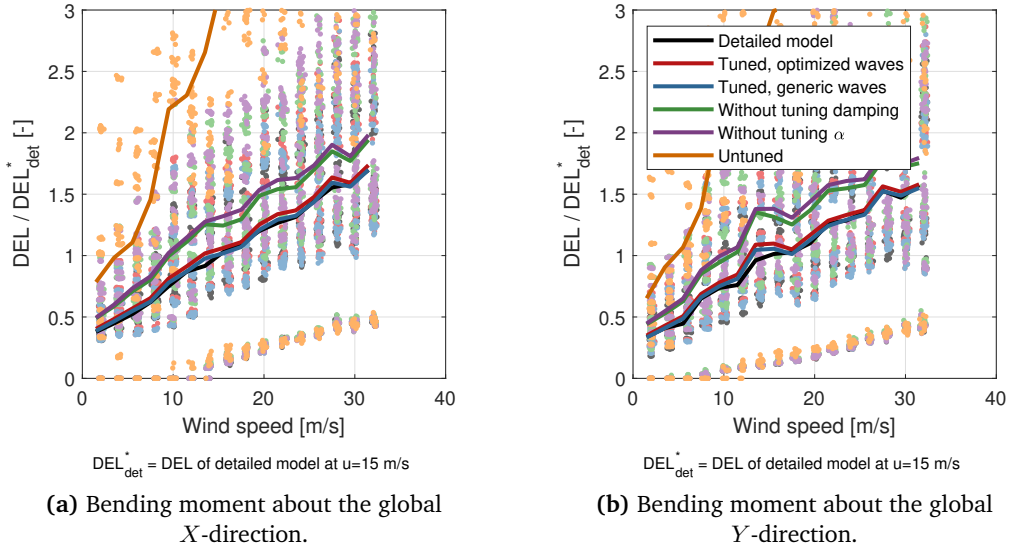 3
2.5
2
1.5
1
0.5
0
DEL / DEL*det [-]
0 10 20 30 40
Wind speed [m/s]
DEL*det = DEL of detailed model at u=15 m/s
(a) Bending moment about the global
X-direction.
3
2.5
2
1.5
1
0.5
0
DEL / DEL*det [-]
Detailed model
Tuned, optimized waves
Tuned, generic waves
Without tuning damping
Without tuning α
Untuned
0 10 20 30 40
Wind speed [m/s]
DEL*det = DEL of detailed model at u=15 m/s
(b) Bending moment about the global
Y-direction.